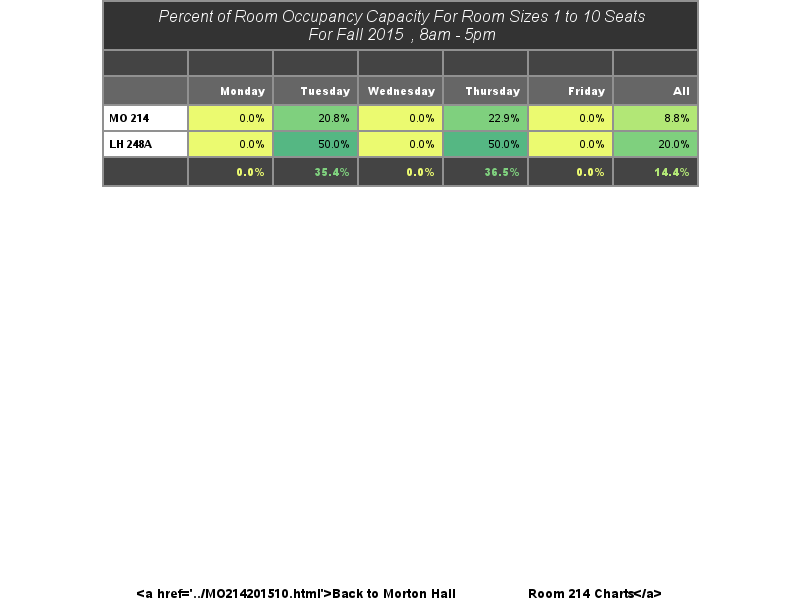 Percent of Room Occupancy Capacity For Room Sizes 1 to 10 Seats
For Fall 2015 , 8am - 5pm
Monday Tuesday Wednesday Thursday Friday All
MO 214 0.0% 20.8% 0.0% 22.9% 0.0% 8.8%
LH 248A 0.0% 50.0% 0.0% 50.0% 0.0% 20.0%
0.0% 35.4% 0.0% 36.5% 0.0% 14.4%
<a href='../MO214201510.html'>Back to Morton Hall Room 214 Charts</a>